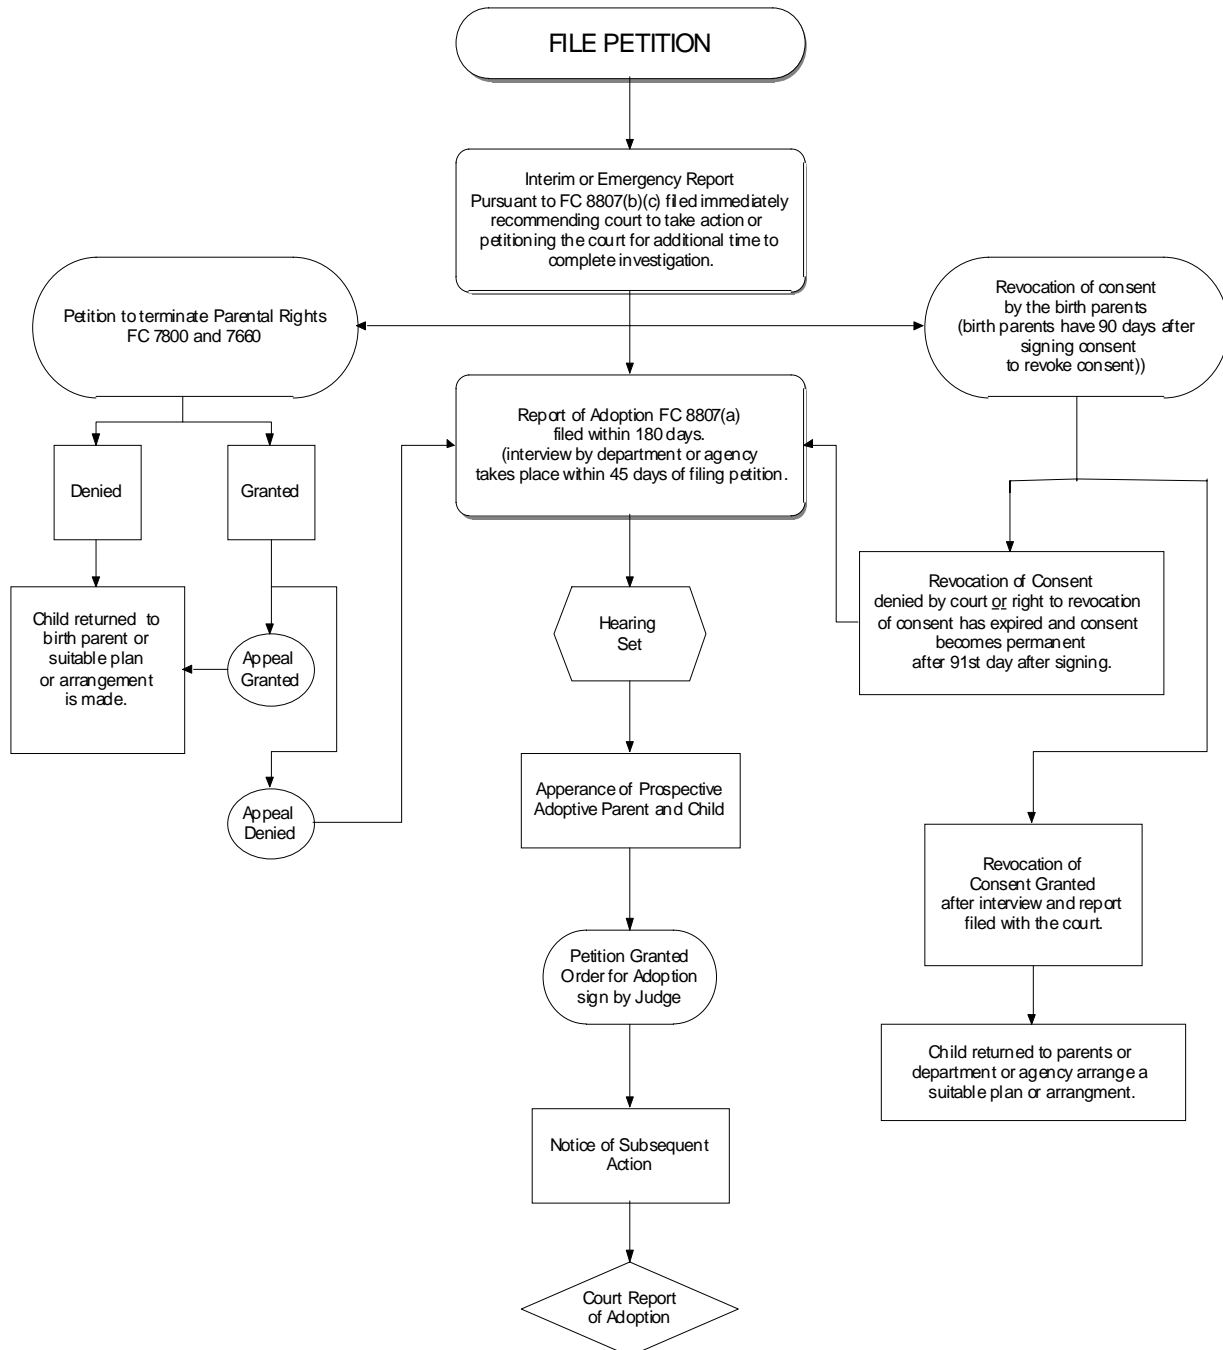 FILE PETITION
Interim or Emergency Report
Pursuant to FC 8807(b)(c) filed immediately
recommending court to take action or
petitioning the court for additional time to
complete investigation.
Petition to terminate Parental Rights
FC 7800 and 7660
Revocation of consent
by the birth parents
(birth parents have 90 days after
signing consent
to revoke consent))
Report of Adoption FC 8807(a)
filed within 180 days.
(interview by department or agency
takes place within 45 days of filing petition.
Denied
Granted
Child returned to
birth parent or
suitable plan
or arrangement
is made.
Appeal
Granted
Appeal
Denied
Hearing
Set
Revocation of Consent
denied by court or right to revocation
of consent has expired and consent
becomes permanent
after 91st day after signing.
Apperance of Prospective
Adoptive Parent and Child
Revocation of
Consent Granted
after interview and report
filed with the court.
Petition Granted
Order for Adoption
sign by Judge
Child returned to parents or
department or agency arrange a
suitable plan or arrangment.
Notice of Subsequent
Action
Court Report
of Adoption